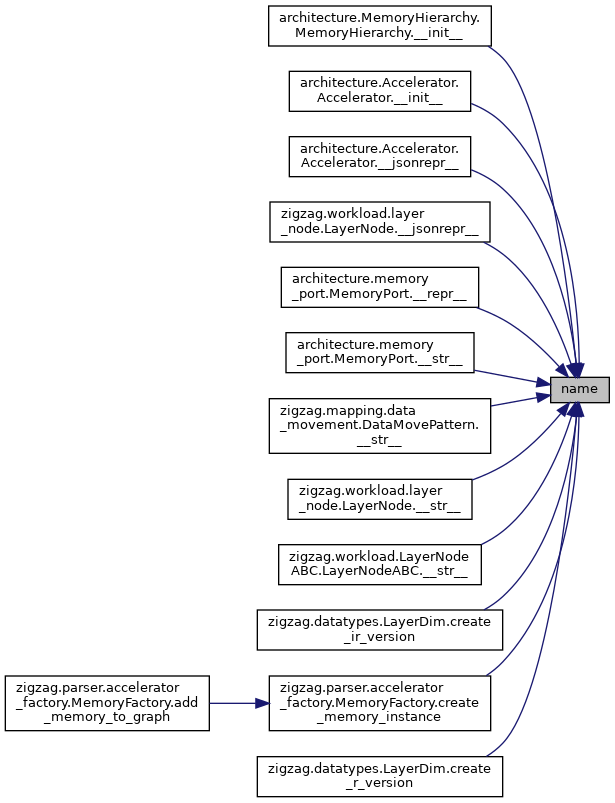 architecture.MemoryHierarchy.
MemoryHierarchy.__init__
architecture.Accelerator.
Accelerator.__init__
architecture.Accelerator.
Accelerator.__jsonrepr__
zigzag.workload.layer
_node.LayerNode.__jsonrepr__
architecture.memory
_port.MemoryPort.__repr__
architecture.memory
_port.MemoryPort.__str__
name
zigzag.mapping.data
_movement.DataMovePattern.
__str__
zigzag.workload.layer
_node.LayerNode.__str__
zigzag.workload.LayerNode
ABC.LayerNodeABC.__str__
zigzag.datatypes.LayerDim.create
_ir_version
zigzag.parser.accelerator
_factory.MemoryFactory.add
_memory_to_graph
zigzag.parser.accelerator
_factory.MemoryFactory.create
_memory_instance
zigzag.datatypes.LayerDim.create
_r_version